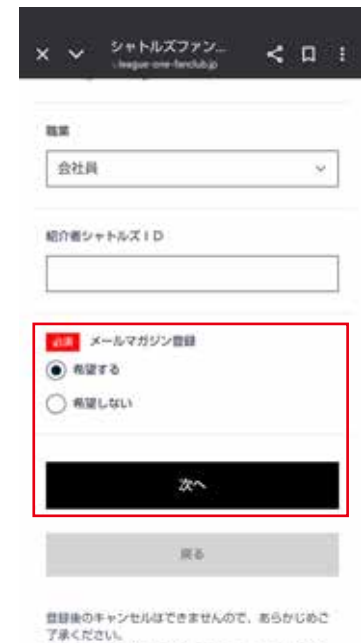 シャトルズファン...
league-one-fanclub.jp
職業
会社員
紹介者シャトルズID
必須 メールマガジン登録
希望する
希望しない
次へ
戻る
登録後のキャンセルはできませんので、あらかじめご
了承ください。